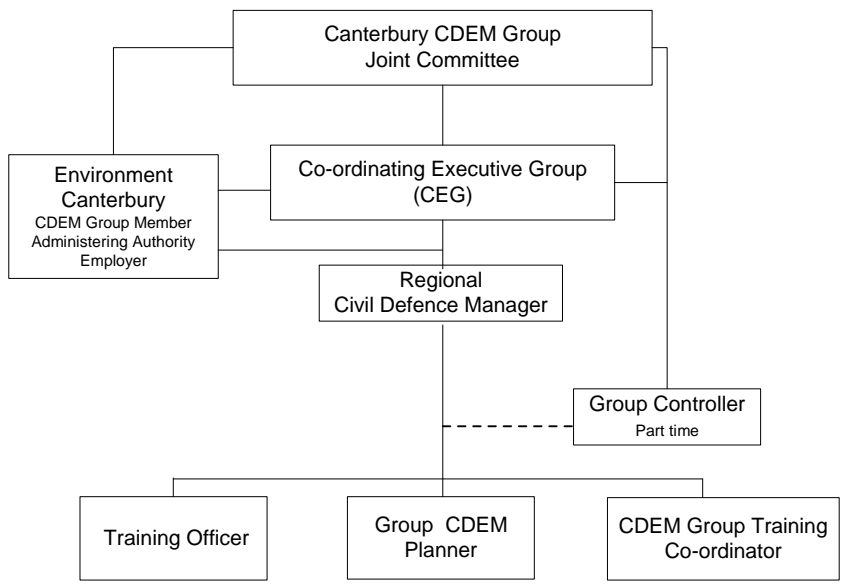 Canterbury CDEM Group
Joint Committee
Environment
Canterbury
CDEM Group Member
Administering Authority
Employer
Co-ordinating Executive Group
(CEG)
Regional
Civil Defence Manager
Group Controller
Part time
Training Officer
Group CDEM
Planner
CDEM Group Training
Co-ordinator